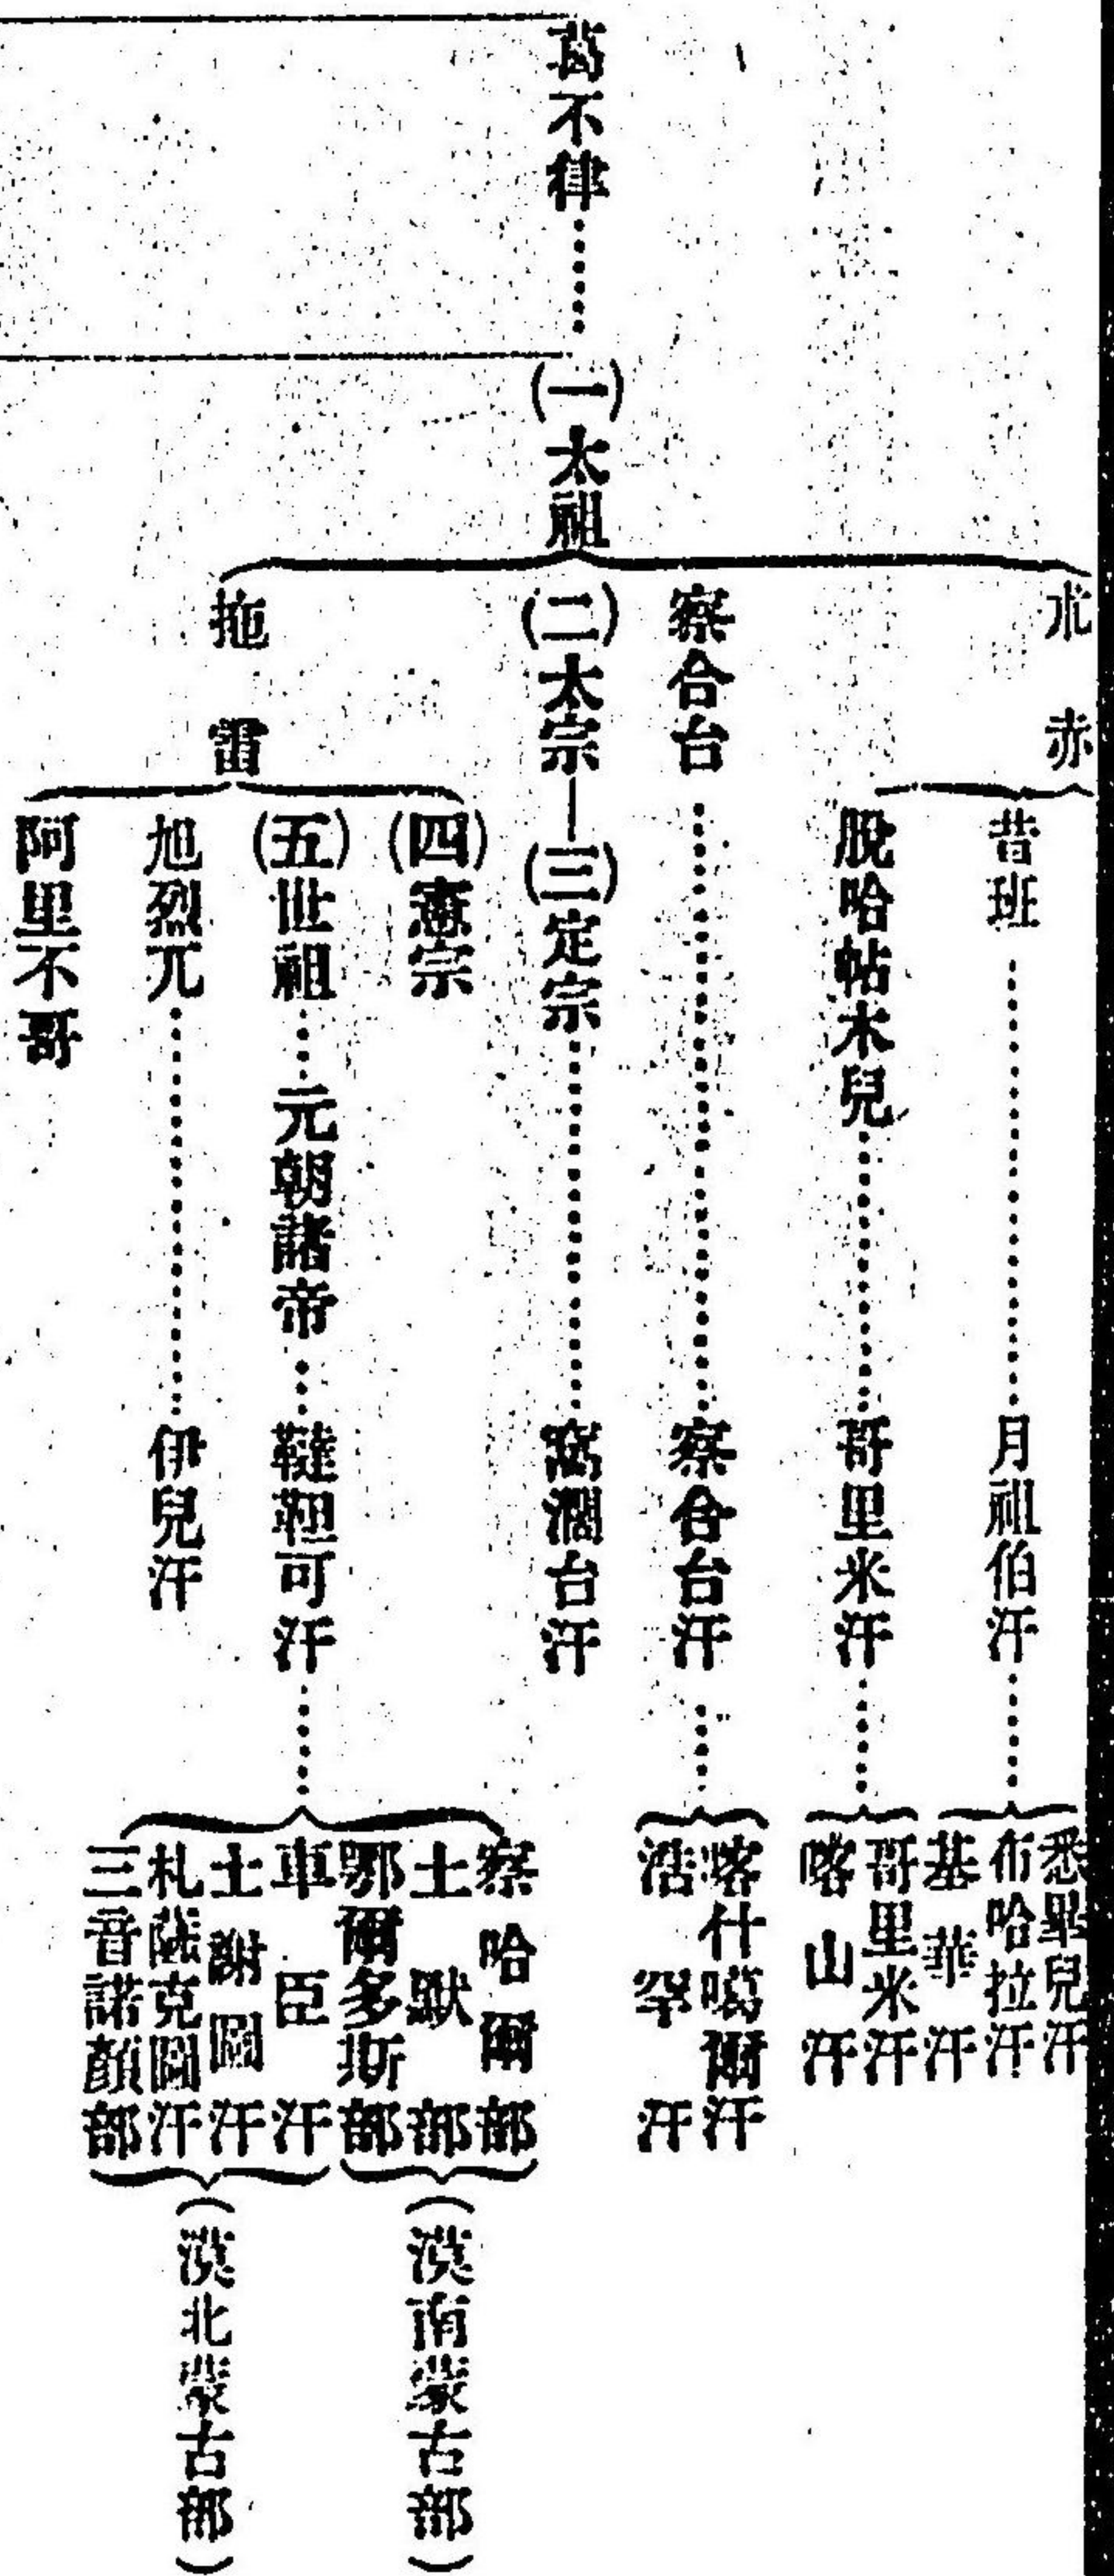 葛不律
(一)太祖
朮赤
昔班
月祖伯汗
悉畢兒汗
布哈拉汗
基華汗
脫哈帖木兒
哥里米汗
哥里米汗
喀山汗
察合台
察合台汗
喀什噶爾汗
浩罕汗
(二)太宗—(三)定宗
窩濶台汗
拖雷
(四)憲宗
(五)世祖
元朝諸帝
韃靼可汗
察哈爾部
土默部
鄂爾多斯部
(漠南蒙古部)
車臣汗
土謝圖汗
札薩克圖汗
三音諾顏部
(漠北蒙古部)
旭烈兀
伊兒汗
阿里不哥